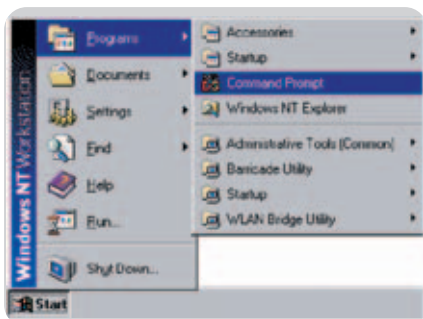 Windows NT Workstation
Programs
Documents
Settings
Find
Help
Run...
Shut Down...
Accessories
Startup
Command Prompt
Windows NT Explorer
Administrative Tools (Common)
Barricade Utility
Startup
WLAN Bridge Utility
Start